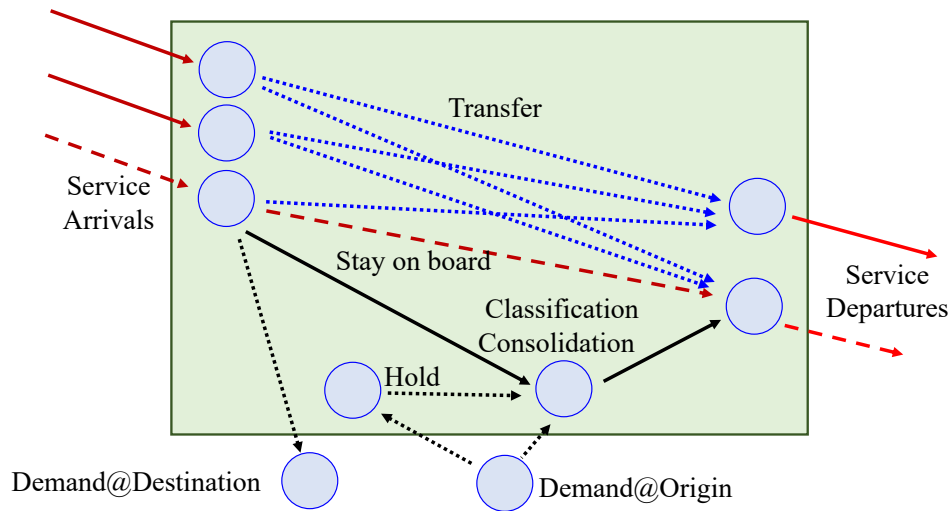 Transfer
Service
Arrivals
Stay on board
Service
Departures
Classification
Consolidation
Hold
Demand@Destination
Demand@Origin